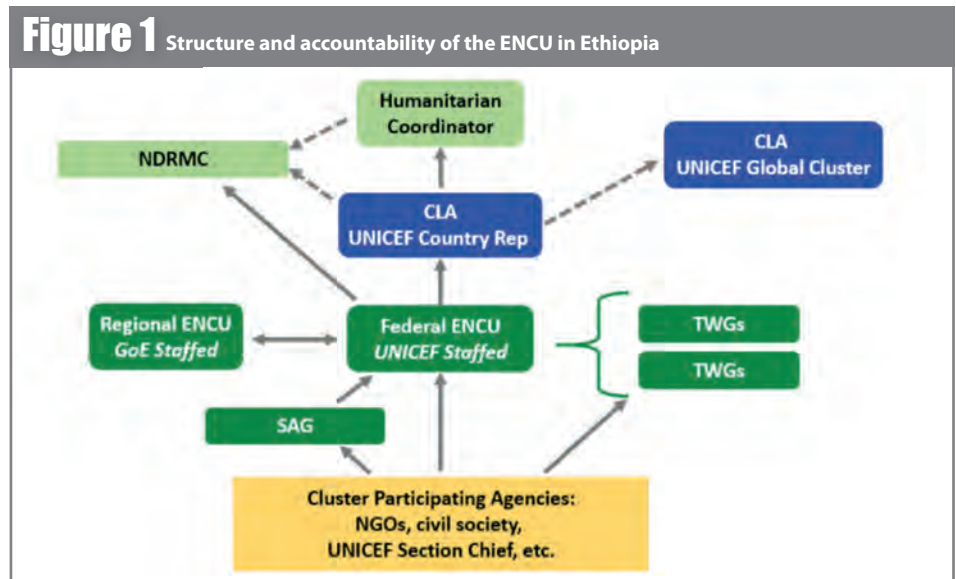 Figure 1 Structure and accountability of the ENCU in Ethiopia
Humanitarian
Coordinator
NDRMC
CLA
UNICEF Global Cluster
CLA
UNICEF Country Rep
Regional ENCU
GoE Staffed
Federal ENCU
UNICEF Staffed
TWGs
TWGs
SAG
Cluster Participating Agencies:
NGOs, civil society,
UNICEF Section Chief, etc.